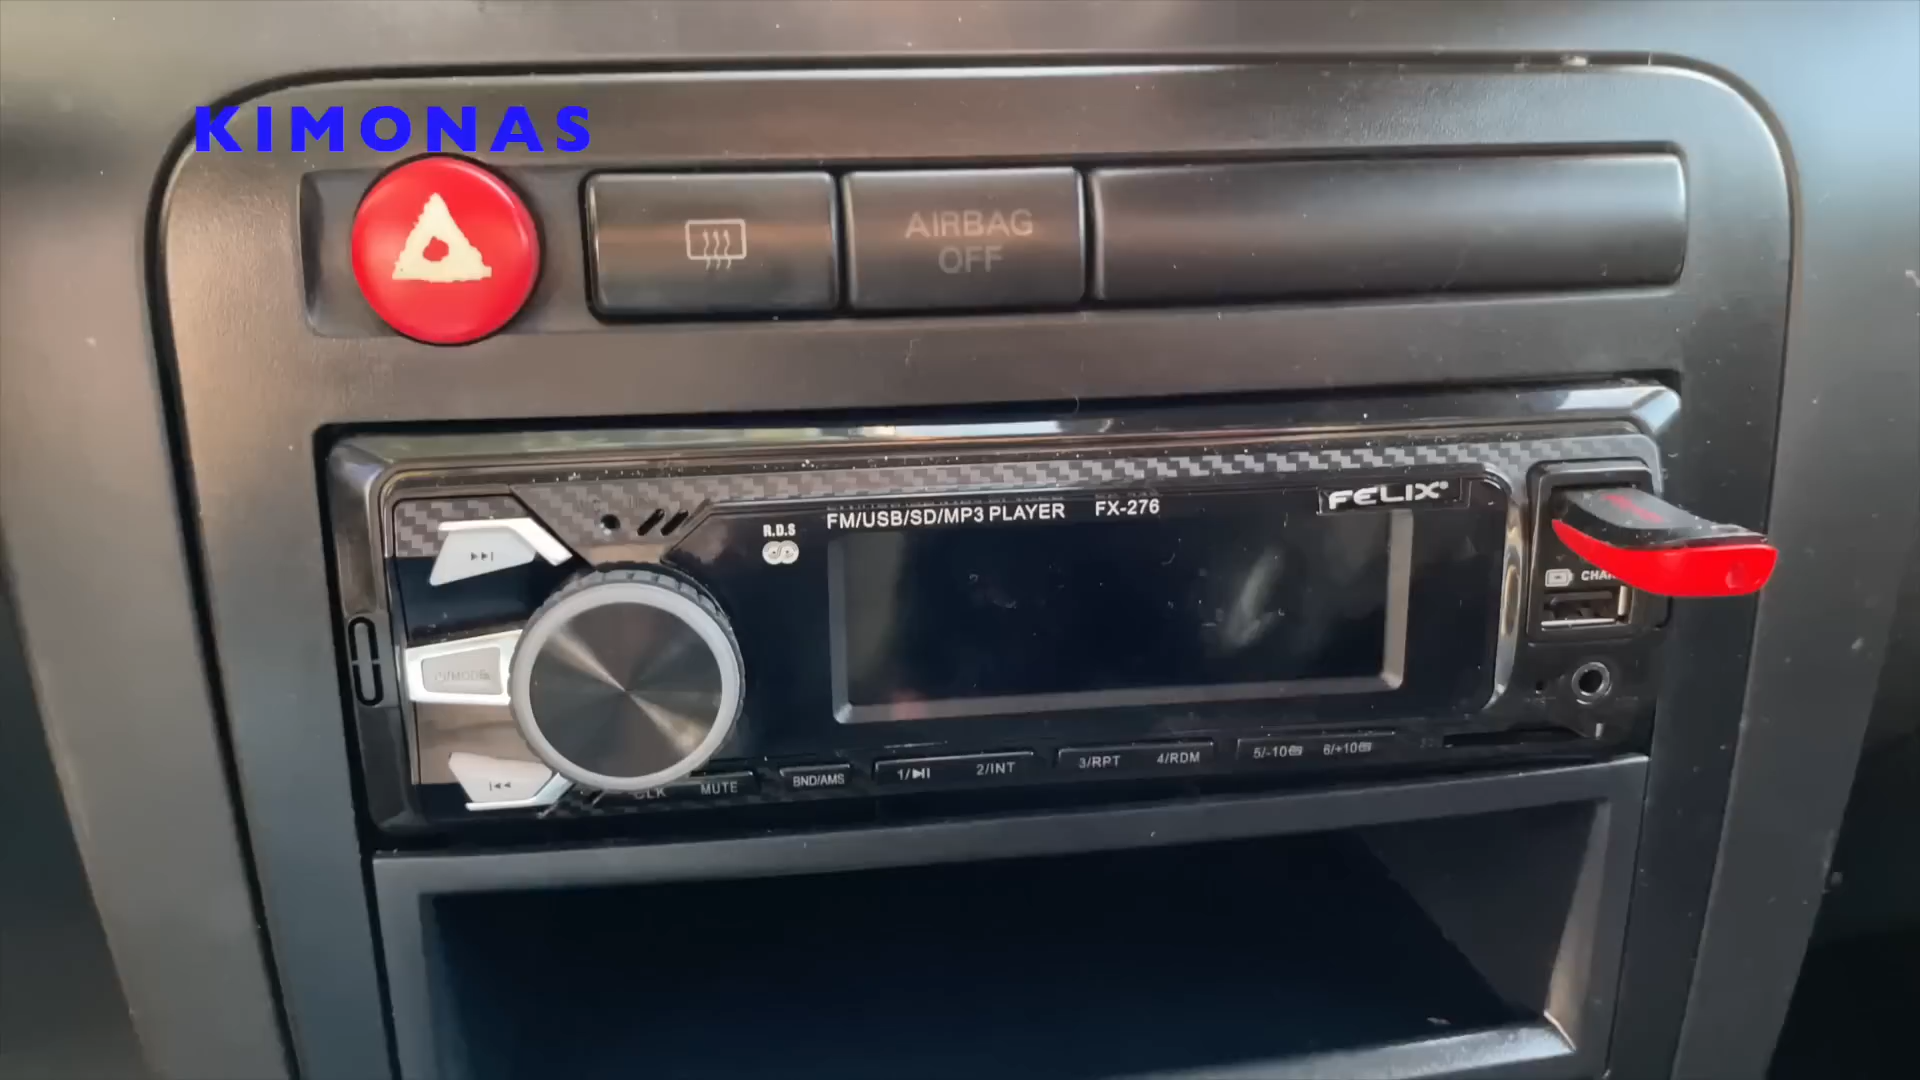 KIMONAS
AIRBAG
OFF
FELIX
FM/USB/SD/MP3 PLAYER FX-276
R.D.S
CLK MUTE BND/AMS 1/ 2/INT 3/RPT 4/RDM 5/-10 6/+10